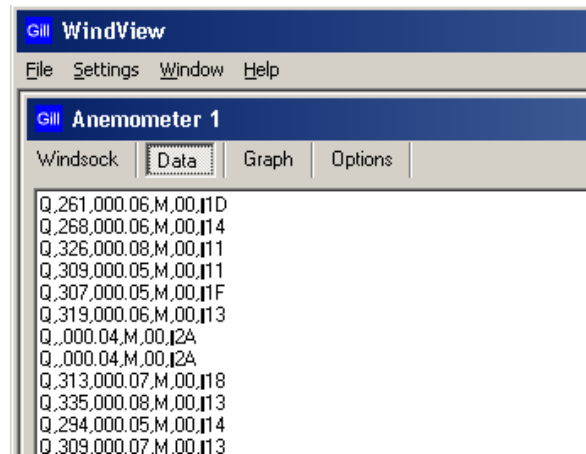 Gill WindView
File Settings Window Help
Gill Anemometer 1
Windsock Data Graph Options
Q,261,000.06,M,00,1D
Q,268,000.06,M,00,14
Q,326,000.08,M,00,11
Q,309,000.05,M,00,11
Q,307,000.05,M,00,1F
Q,319,000.06,M,00,13
Q,,000.04,M,00,2A
Q,,000.04,M,00,2A
Q,313,000.07,M,00,18
Q,335,000.08,M,00,13
Q,294,000.05,M,00,14
Q,309,000.07,M,00,13